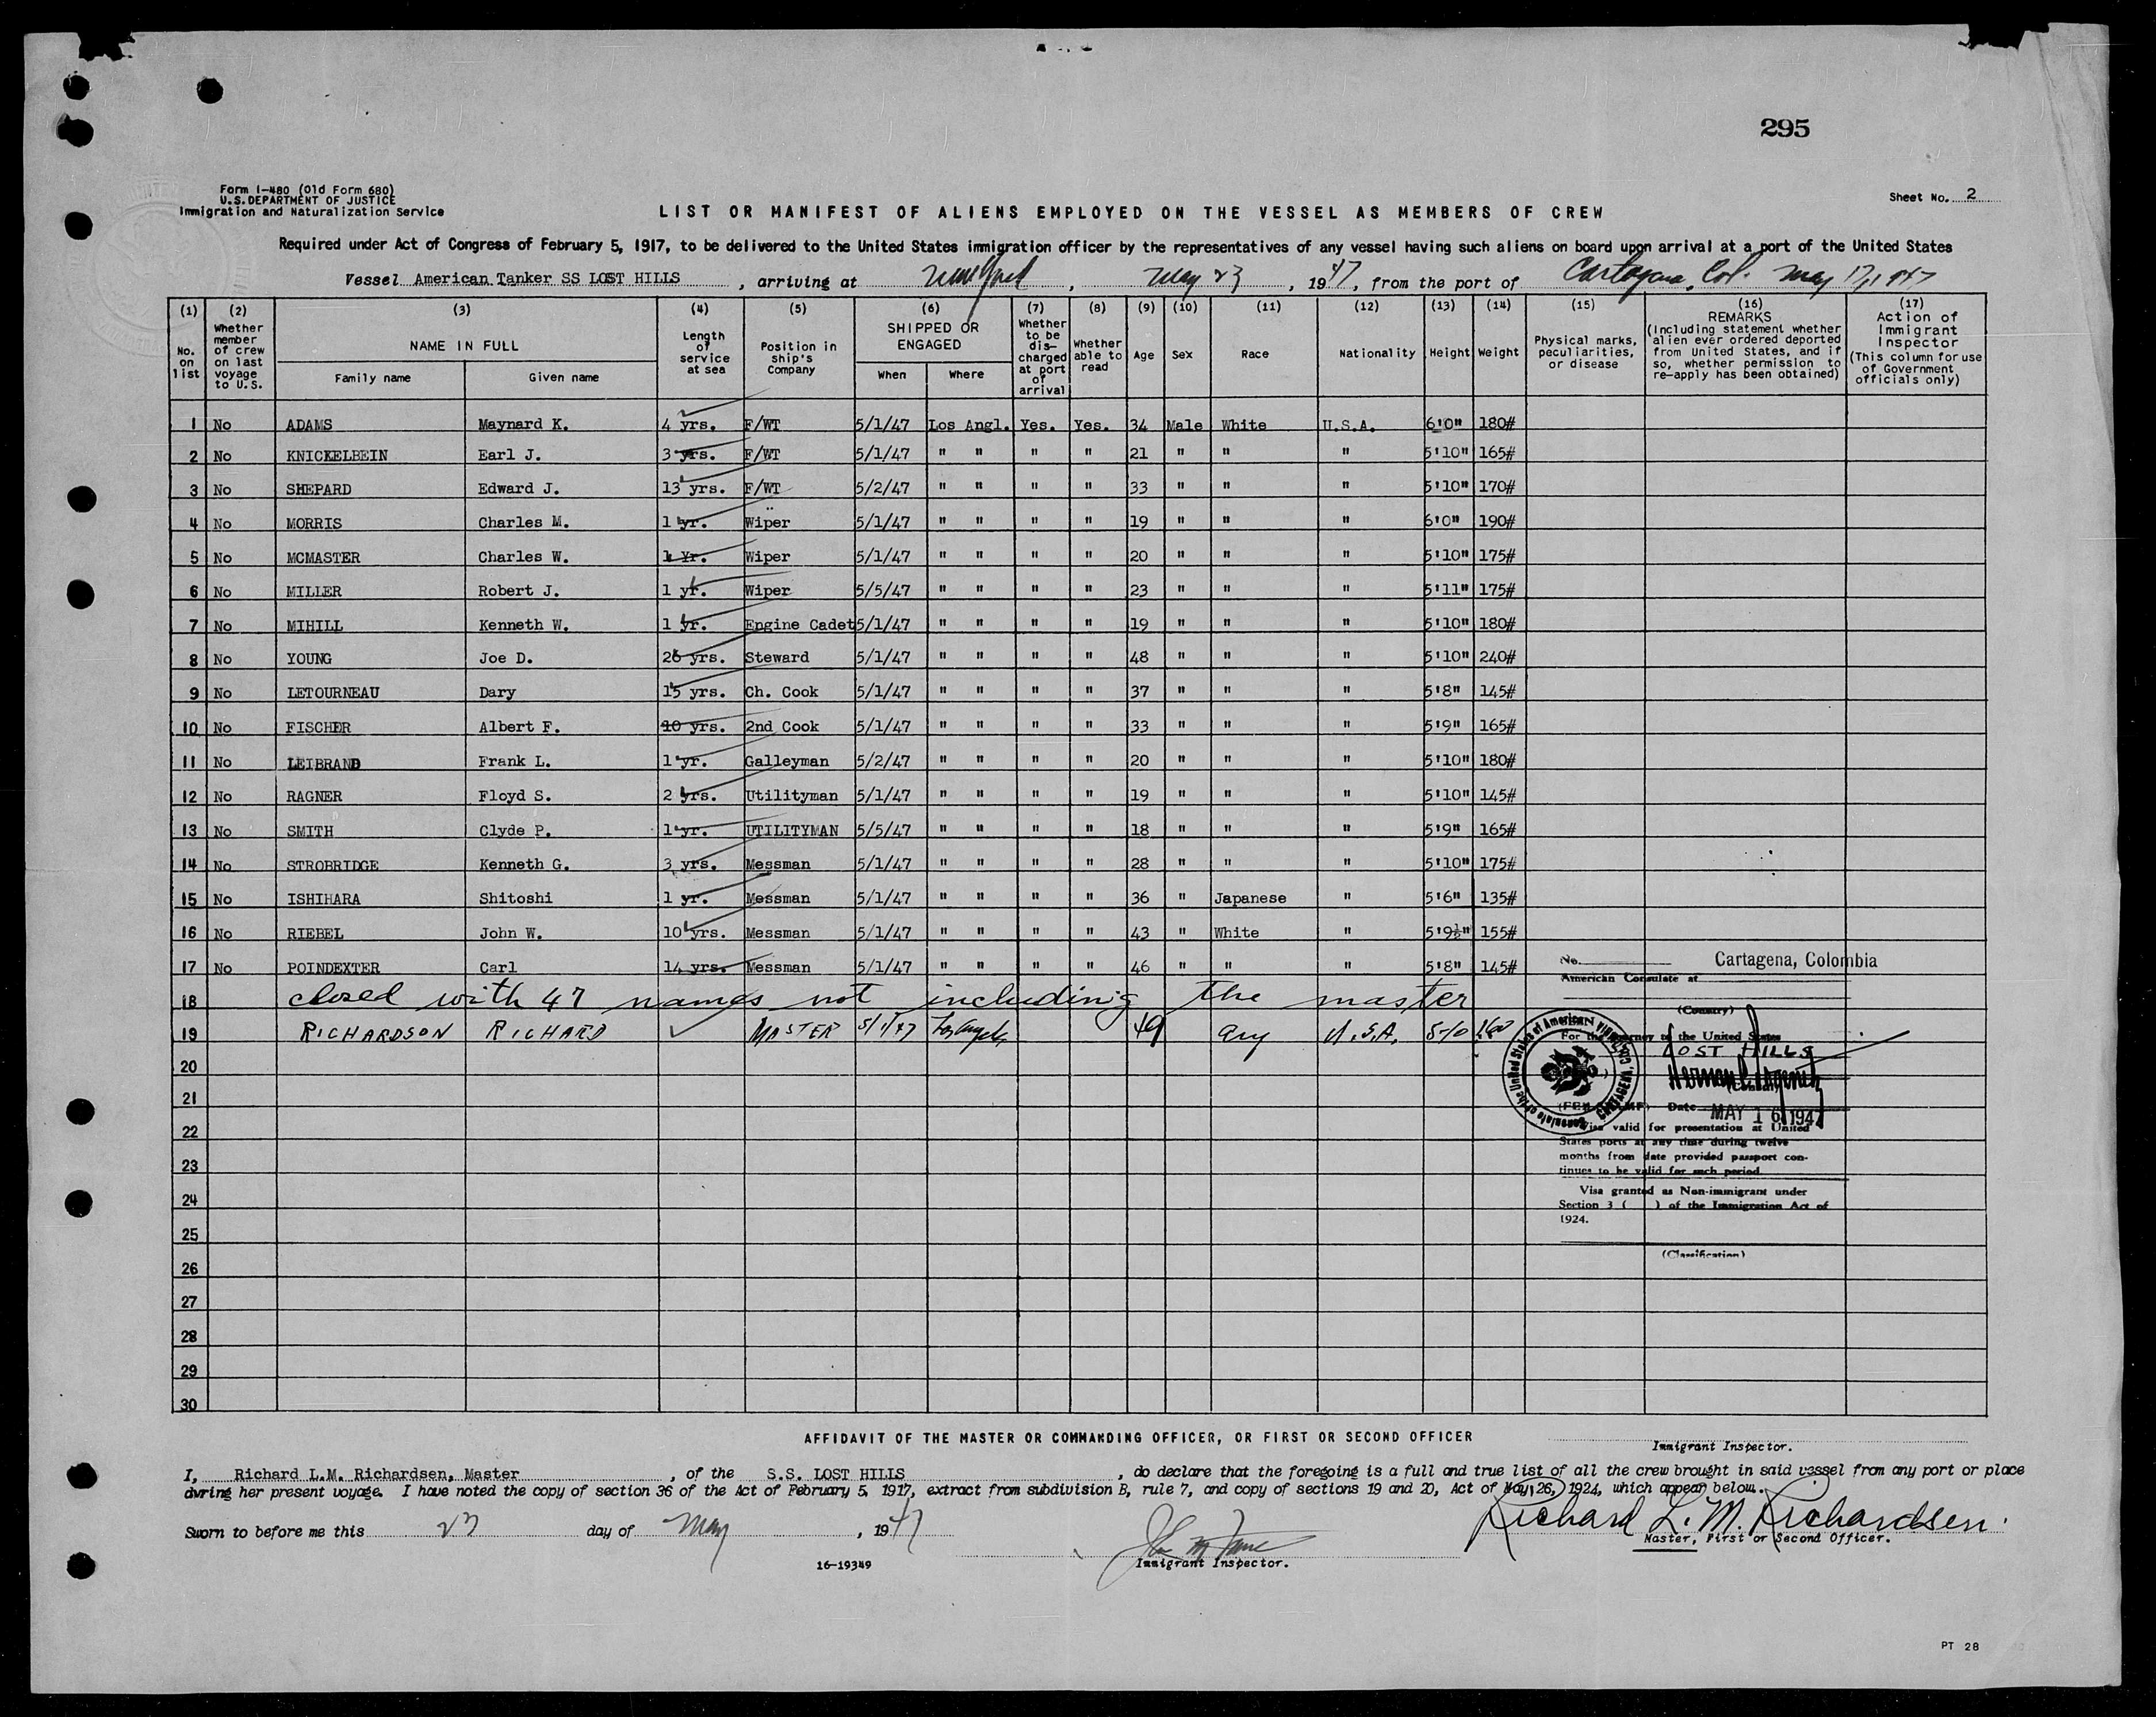 295
Form I-480 (Old Form 680)
U.S. DEPARTMENT OF JUSTICE
Immigration and Naturalization Service
Sheet No. 2
LIST OR MANIFEST OF ALIENS EMPLOYED ON THE VESSEL AS MEMBERS OF CREW
Required under Act of Congress of February 5, 1917, to be delivered to the United States immigration officer by the representatives of any vessel having such aliens on board upon arrival at a port of the United States
Vessel American Tanker SS LOST HILLS, arriving at New York, May 23, 1947, from the port of Cartagena, Col. May 17, 1947
(1) (2) (3) (4) (5) (6) (7) (8) (9) (10) (11) (12) (13) (14) (15) (16) (17)
No. on list
Whether member of crew on last voyage to U.S.
NAME IN FULL
Family name Given name
Length of service at sea
Position in ship's Company
SHIPPED OR ENGAGED
When Where
Whether to be discharged at port of arrival
Whether able to read
Age Sex Race Nationality Height Weight
Physical marks, peculiarities, or disease
REMARKS (Including statement whether alien ever ordered deported from United States, and if so, whether permission to re-apply has been obtained)
Action of Immigrant Inspector (This column for use of Government officials only)
1 No ADAMS Maynard K. 4 yrs. F/WT 5/1/47 Los Angl. Yes. Yes. 34 Male White U.S.A. 6'0" 180#
2 No KNICKELBEIN Earl J. 3 yrs. F/WT 5/1/47 " " " " 21 " " " 5'10" 165#
3 No SHEPARD Edward J. 13 yrs. F/WT 5/2/47 " " " " 33 " " " 5'10" 170#
4 No MORRIS Charles M. 1 yr. Wiper 5/1/47 " " " " 19 " " " 6'0" 190#
5 No MCMASTER Charles W. 1 Yr. Wiper 5/1/47 " " " " 20 " " " 5'10" 175#
6 No MILLER Robert J. 1 yr. Wiper 5/5/47 " " " " 23 " " " 5'11" 175#
7 No MIHILL Kenneth W. 1 yr. Engine Cadet 5/1/47 " " " " 19 " " " 5'10" 180#
8 No YOUNG Joe D. 26 yrs. Steward 5/1/47 " " " " 48 " " " 5'10" 240#
9 No LETOURNEAU Dary 15 yrs. Ch. Cook 5/1/47 " " " " 37 " " " 5'8" 145#
10 No FISCHER Albert F. 10 yrs. 2nd Cook 5/1/47 " " " " 33 " " " 5'9" 165#
11 No LEIBRAND Frank L. 1 yr. Galleyman 5/2/47 " " " " 20 " " " 5'10" 180#
12 No RAGNER Floyd S. 2 yrs. Utilityman 5/1/47 " " " " 19 " " " 5'10" 145#
13 No SMITH Clyde P. 1 yr. UTILITYMAN 5/5/47 " " " " 18 " " " 5'9" 165#
14 No STROBRIDGE Kenneth G. 3 yrs. Messman 5/1/47 " " " " 28 " " " 5'10" 175#
15 No ISHIHARA Shitoshi 1 yr. Messman 5/1/47 " " " " 36 " Japanese " 5'6" 135#
16 No RIEBEL John W. 10 yrs. Messman 5/1/47 " " " " 43 " White " 5'9½" 155#
17 No POINDEXTER Carl 14 yrs. Messman 5/1/47 " " " " 46 " " " 5'8" 145#
18 closed with 47 names not including the master
19 RICHARDSON RICHARD MASTER 5/1/47 Los Angeles 49 U.S.A. 5-10 160
20
21
22
23
24
25
26
27
28
29
30
No.
Cartagena, Colombia
American Consulate at
(Country)
For the journey to the United States
LOST HILLS
Date MAY 16 1947
Visa valid for presentation at United
States ports at any time during twelve
months from date provided passport con-
tinues to be valid for such period
Visa granted as Non-immigrant under
Section 3 ( ) of the Immigration Act of
1924.
(Classification)
AFFIDAVIT OF THE MASTER OR COMMANDING OFFICER, OR FIRST OR SECOND OFFICER
Immigrant Inspector.
I, Richard L.M. Richardsen, Master, of the S.S. LOST HILLS, do declare that the foregoing is a full and true list of all the crew brought in said vessel from any port or place
during her present voyage. I have noted the copy of section 36 of the Act of February 5, 1917, extract from subdivision B, rule 7, and copy of sections 19 and 20, Act of May 26, 1924, which appear below.
Sworn to before me this 23 day of May, 1947
Richard L. M. Richardsen.
Master, First or Second Officer.
Immigrant Inspector.
16-19349
PT 28